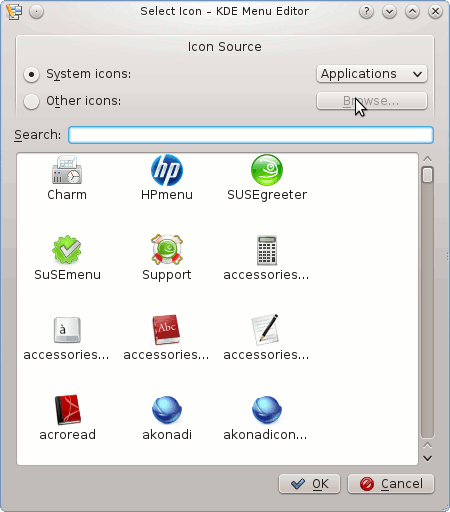 Select Icon – KDE Menu Editor
Icon Source
System icons: Applications
Other icons: Browse...
Search:
Charm HPmenu SUSEgreeter
SuSEmenu Support accessories...
accessories... accessories... accessories...
acroread akonadi akonadicon...
OK Cancel